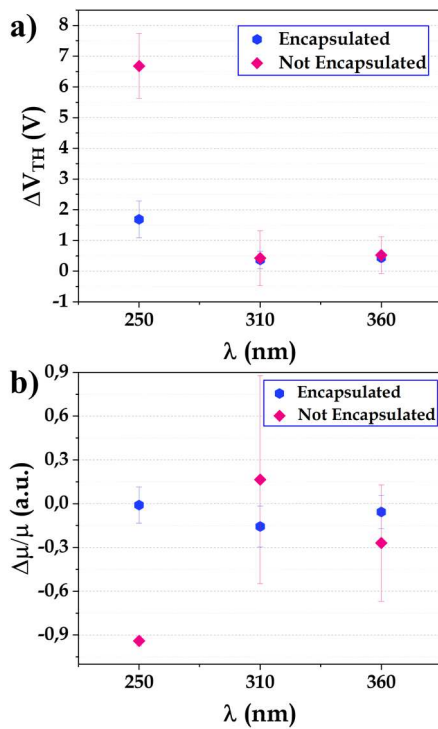 a)
Encapsulated
Not Encapsulated
ΔV_TH (V)
8
7
6
5
4
3
2
1
0
-1
250 310 360
λ (nm)
b)
Encapsulated
Not Encapsulated
Δμ/μ (a.u.)
0,9
0,6
0,3
0,0
-0,3
-0,6
-0,9
250 310 360
λ (nm)